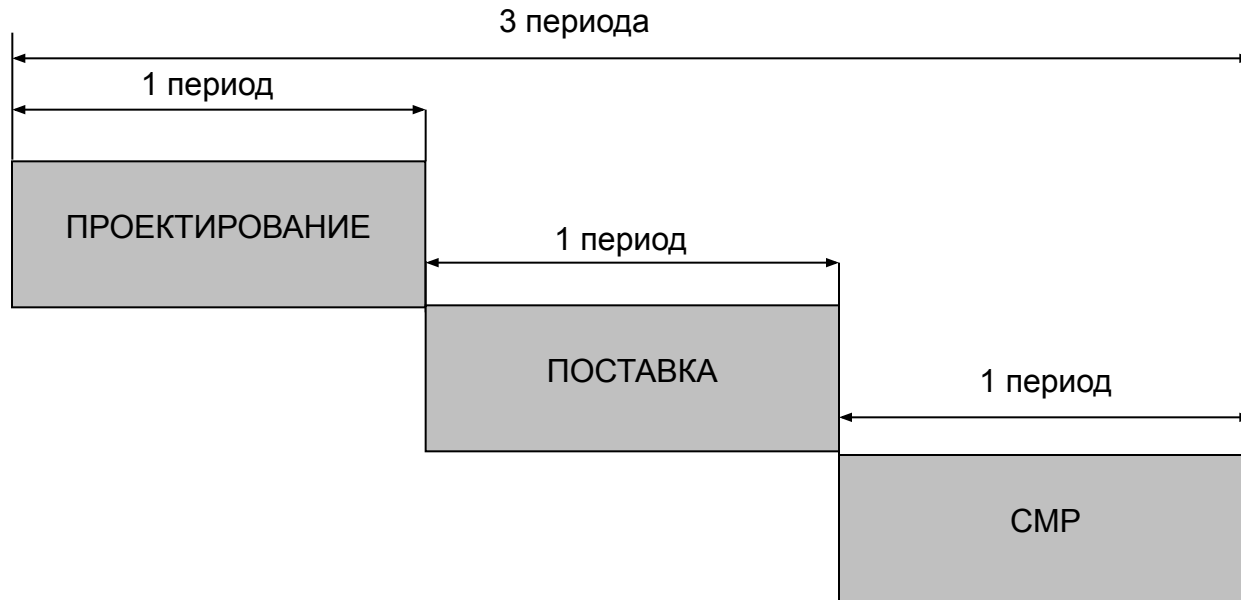 3 периода
1 период
ПРОЕКТИРОВАНИЕ
1 период
ПОСТАВКА
1 период
СМР